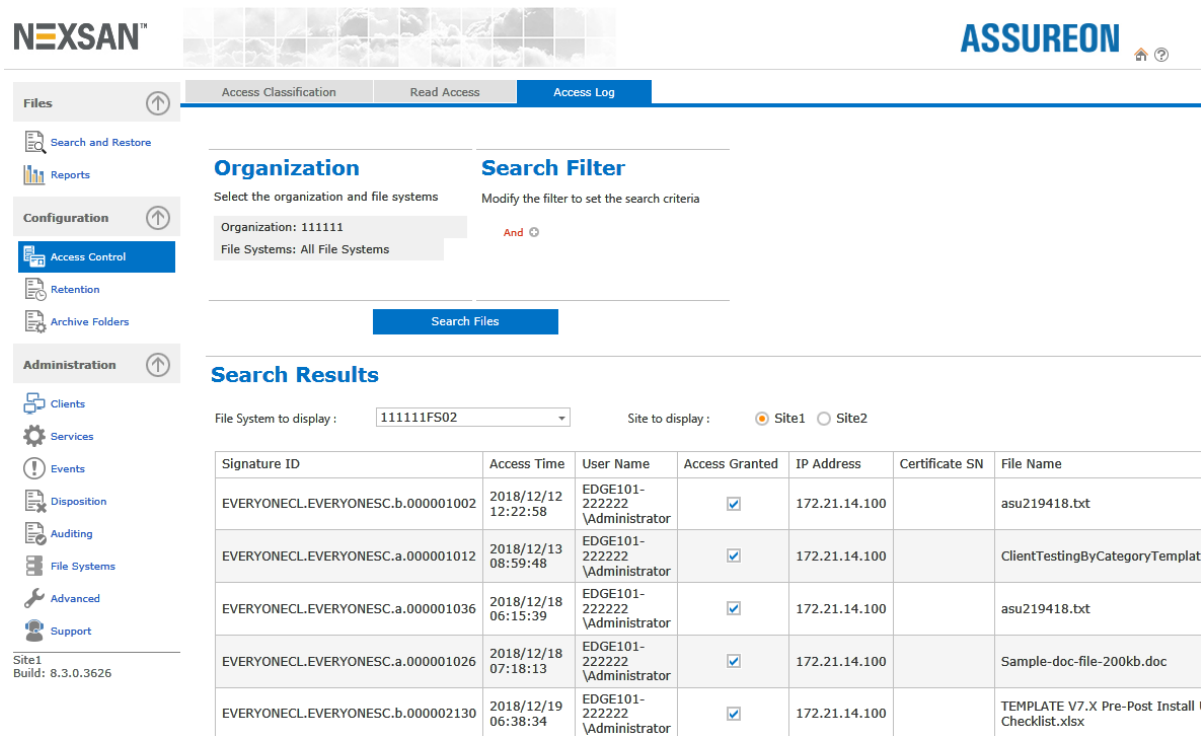 NEXSAN™
ASSUREON
Files
Search and Restore
Reports
Configuration
Access Control
Retention
Archive Folders
Administration
Clients
Services
Events
Disposition
Auditing
File Systems
Advanced
Support
Site1
Build: 8.3.0.3626
Access Classification Read Access Access Log
Organization
Select the organization and file systems
Organization: 111111
File Systems: All File Systems
Search Filter
Modify the filter to set the search criteria
And
Search Files
Search Results
File System to display : 111111FS02 Site to display : Site1 Site2
Signature ID Access Time User Name Access Granted IP Address Certificate SN File Name
EVERYONECL.EVERYONESC.b.000001002 2018/12/12 12:22:58 EDGE101-222222\Administrator 172.21.14.100 asu219418.txt
EVERYONECL.EVERYONESC.a.000001012 2018/12/13 08:59:48 EDGE101-222222\Administrator 172.21.14.100 ClientTestingByCategoryTemplat
EVERYONECL.EVERYONESC.a.000001036 2018/12/18 06:15:39 EDGE101-222222\Administrator 172.21.14.100 asu219418.txt
EVERYONECL.EVERYONESC.a.000001026 2018/12/18 07:18:13 EDGE101-222222\Administrator 172.21.14.100 Sample-doc-file-200kb.doc
EVERYONECL.EVERYONESC.b.000002130 2018/12/19 06:38:34 EDGE101-222222\Administrator 172.21.14.100 TEMPLATE V7.X Pre-Post Install Checklist.xlsx